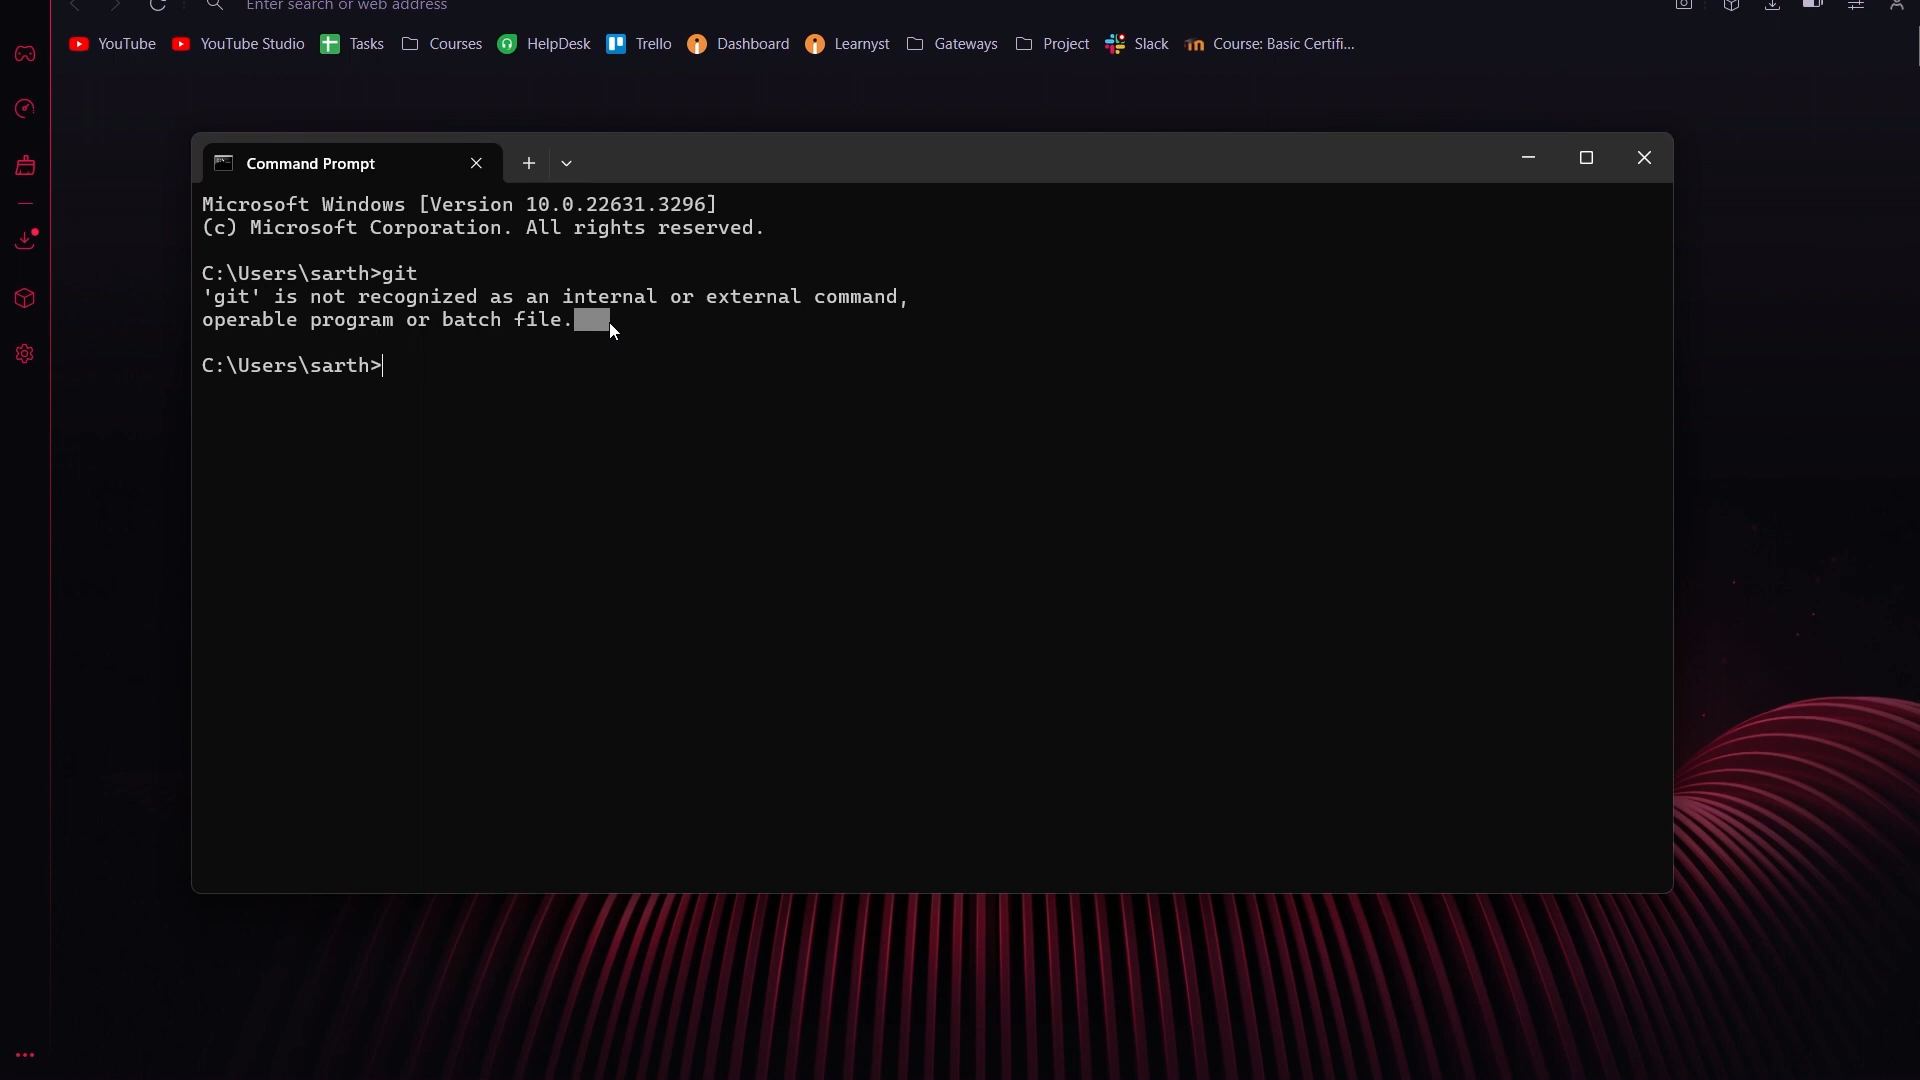 Enter search or web address
YouTube YouTube Studio Tasks Courses HelpDesk Trello Dashboard Learnyst Gateways Project Slack Course: Basic Certifi...
Command Prompt
Microsoft Windows [Version 10.0.22631.3296]
(c) Microsoft Corporation. All rights reserved.
C:\Users\sarth>git
'git' is not recognized as an internal or external command,
operable program or batch file.
C:\Users\sarth>